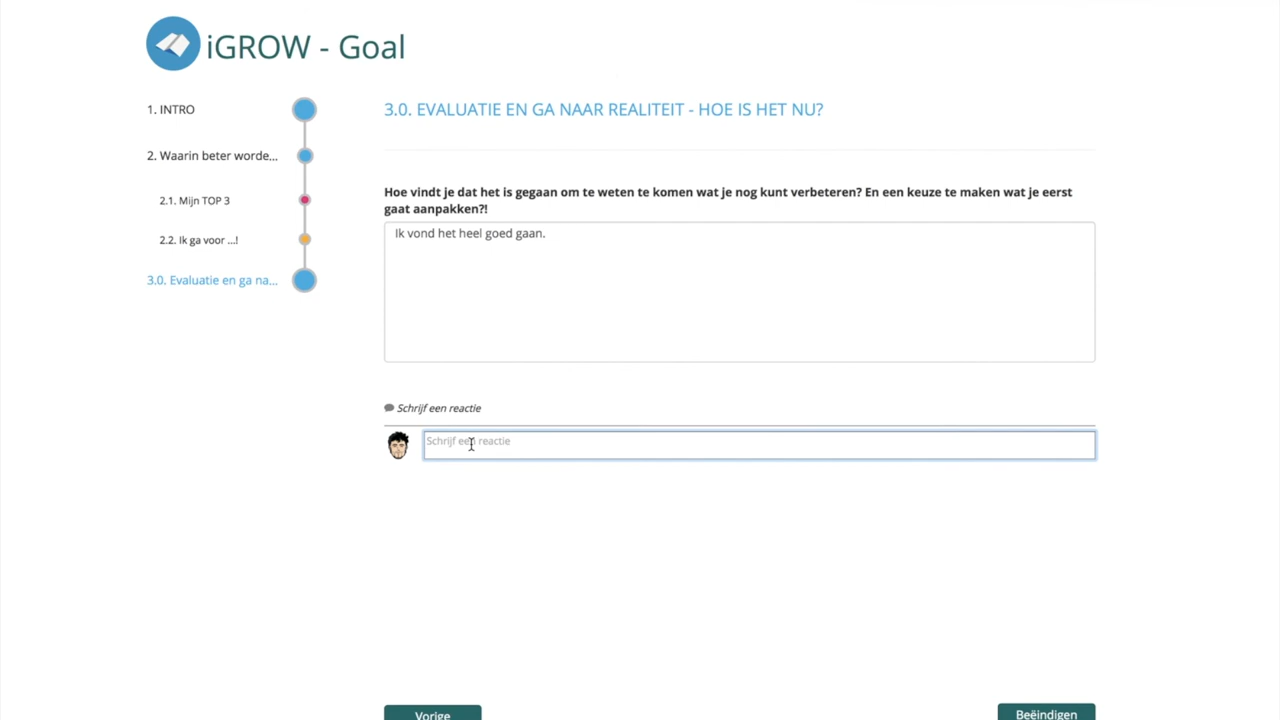 iGROW - Goal
1. INTRO
2. Waarin beter worde...
2.1. Mijn TOP 3
2.2. Ik ga voor ...!
3.0. Evaluatie en ga na...
3.0. EVALUATIE EN GA NAAR REALITEIT - HOE IS HET NU?
Hoe vindt je dat het is gegaan om te weten te komen wat je nog kunt verbeteren? En een keuze te maken wat je eerst
gaat aanpakken?!
Ik vond het heel goed gaan.
Schrijf een reactie
Schrijf een reactie
Vorige
Beëindigen